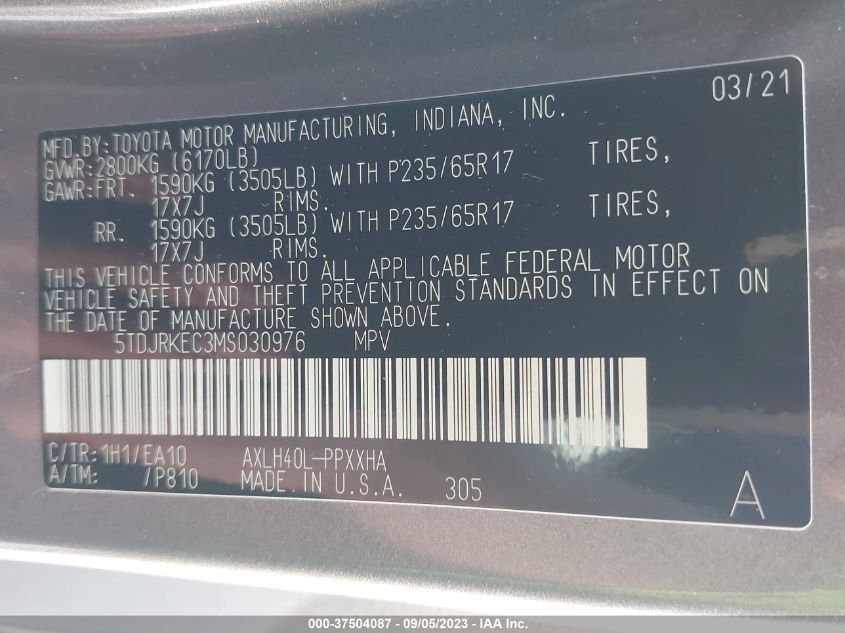 03/21
MFD.BY:TOYOTA MOTOR MANUFACTURING, INDIANA, INC.
GVWR:2800KG (6170LB)
GAWR:FRT. 1590KG (3505LB) WITH P235/65R17 TIRES,
17X7J RIMS.
RR. 1590KG (3505LB) WITH P235/65R17 TIRES,
17X7J RIMS.
THIS VEHICLE CONFORMS TO ALL APPLICABLE FEDERAL MOTOR
VEHICLE SAFETY AND THEFT PREVENTION STANDARDS IN EFFECT ON
THE DATE OF MANUFACTURE SHOWN ABOVE.
5TDJRKEC3MS030976 MPV
C/TR:1H1/EA10 AXLH40L-PPXXHA
A/TM: /P810 MADE IN U.S.A. 305
A
000-37504087 - 09/05/2023 - IAA Inc.